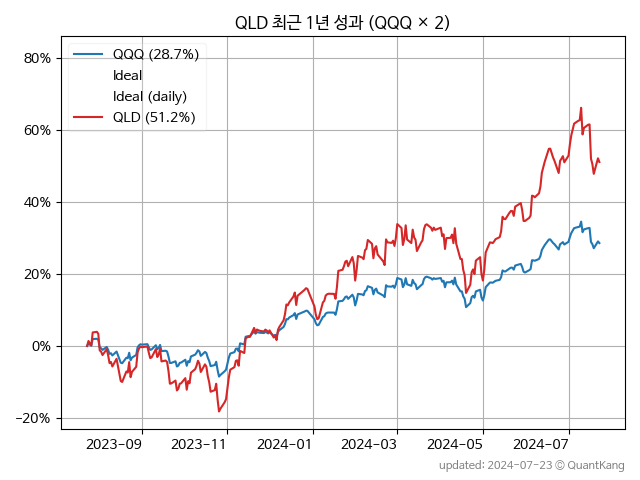 QLD 최근 1년 성과 (QQQ × 2)
QQQ (28.7%)
Ideal
Ideal (daily)
QLD (51.2%)
80%
60%
40%
20%
0%
−20%
2023−09
2023−11
2024−01
2024−03
2024−05
2024−07
updated: 2024-07-23 © QuantKang